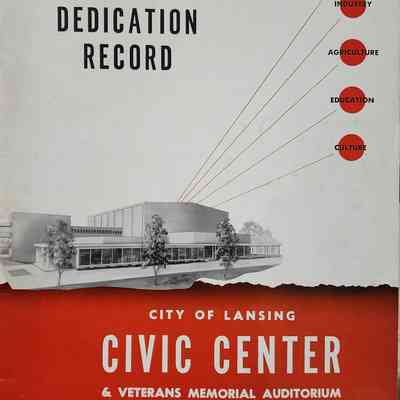 DEDICATION
RECORD
INDUSTRY
AGRICULTURE
EDUCATION
CULTURE
CITY OF LANSING
CIVIC CENTER
& VETERANS MEMORIAL AUDITORIUM